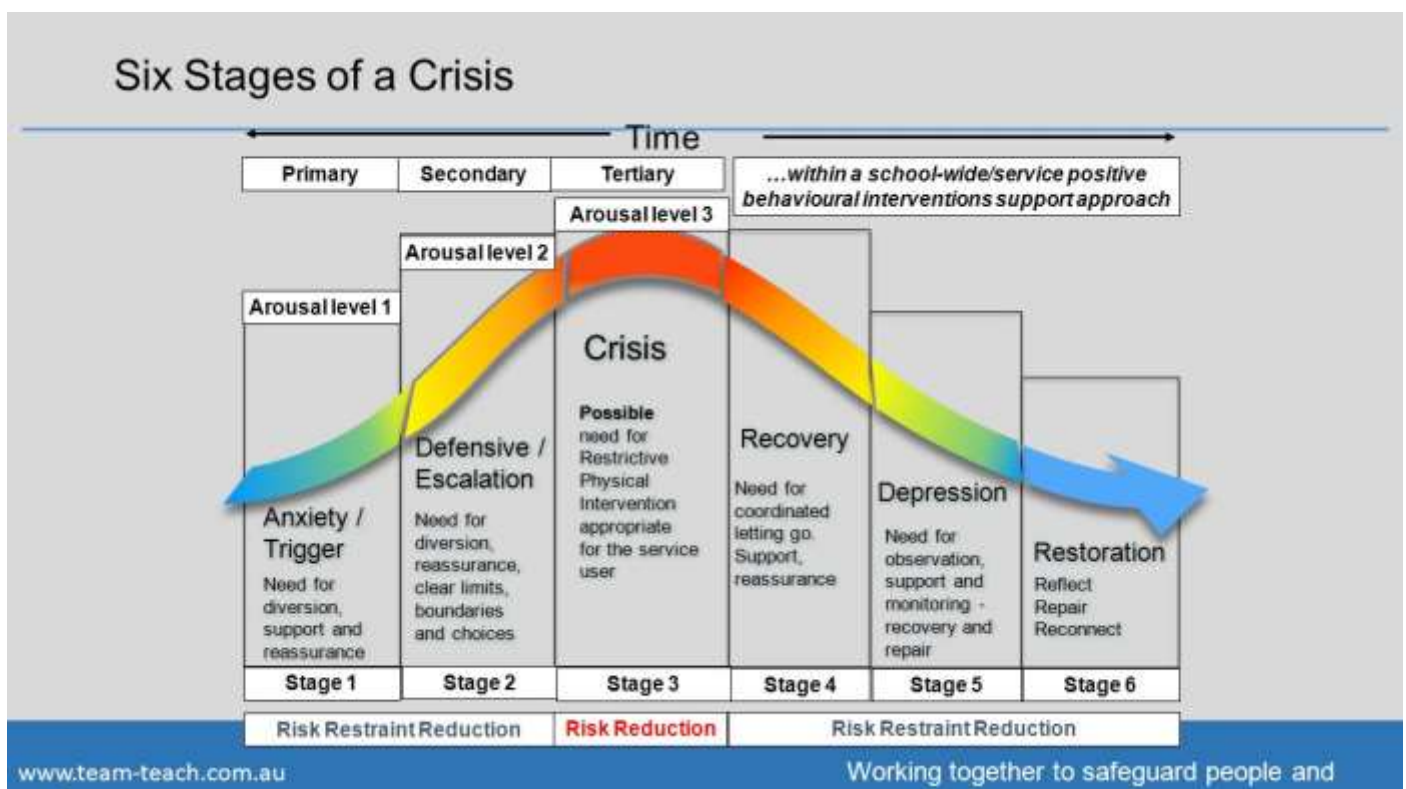 Six Stages of a Crisis
Time
Primary
Secondary
Tertiary
...within a school-wide/service positive
behavioural interventions support approach
Arousal level 1
Arousal level 2
Arousal level 3
Anxiety /
Trigger
Need for
diversion,
support and
reassurance
Defensive /
Escalation
Need for
diversion,
reassurance,
clear limits,
boundaries
and choices
Crisis
Possible
need for
Restrictive
Physical
Intervention
appropriate
for the service
user
Recovery
Need for
coordinated
letting go.
Support,
reassurance
Depression
Need for
observation,
support and
monitoring -
recovery and
repair
Restoration
Reflect
Repair
Reconnect
Stage 1
Stage 2
Stage 3
Stage 4
Stage 5
Stage 6
Risk Restraint Reduction
Risk Reduction
Risk Restraint Reduction
www.team-teach.com.au
Working together to safeguard people and